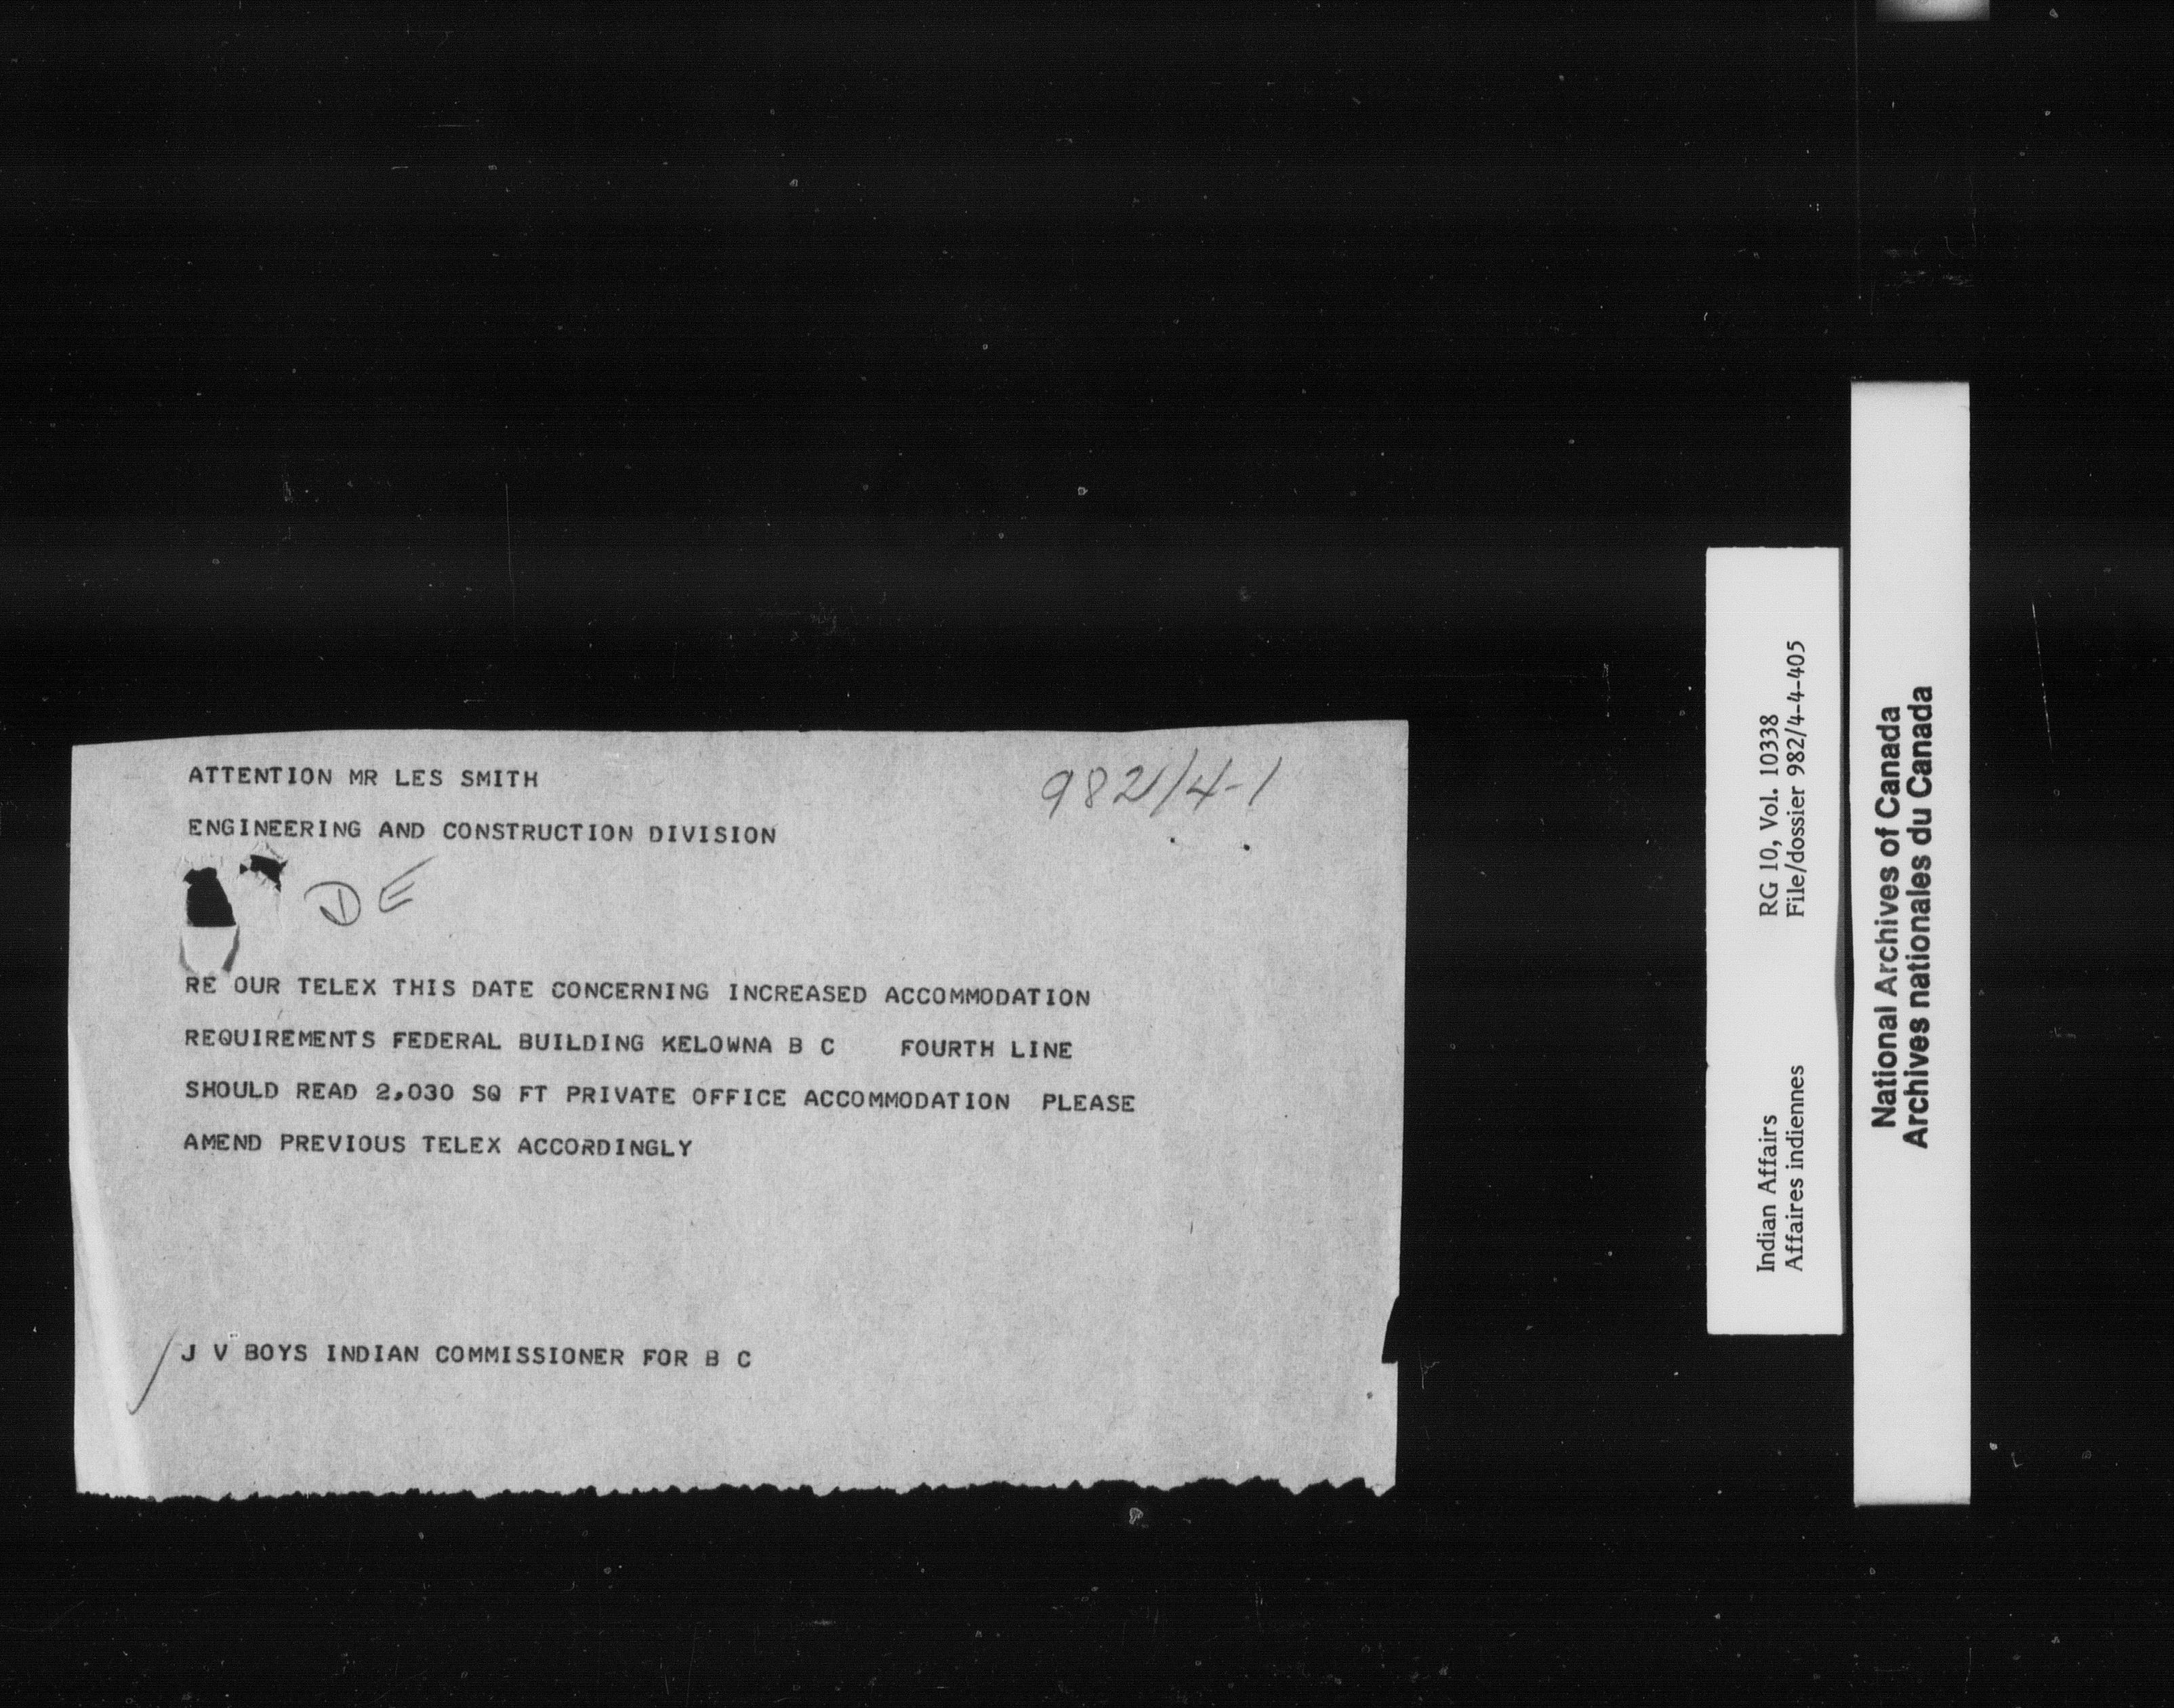 ATTENTION MR LES SMITH
982/4-1
ENGINEERING AND CONSTRUCTION DIVISION
DE
RE OUR TELEX THIS DATE CONCERNING INCREASED ACCOMMODATION
REQUIREMENTS FEDERAL BUILDING KELOWNA B C FOURTH LINE
SHOULD READ 2,030 SQ FT PRIVATE OFFICE ACCOMMODATION PLEASE
AMEND PREVIOUS TELEX ACCORDINGLY
J V BOYS INDIAN COMMISSIONER FOR B C
Indian Affairs RG 10, Vol. 10338
Affaires indiennes File/dossier 982/4-4-405
National Archives of Canada
Archives nationales du Canada